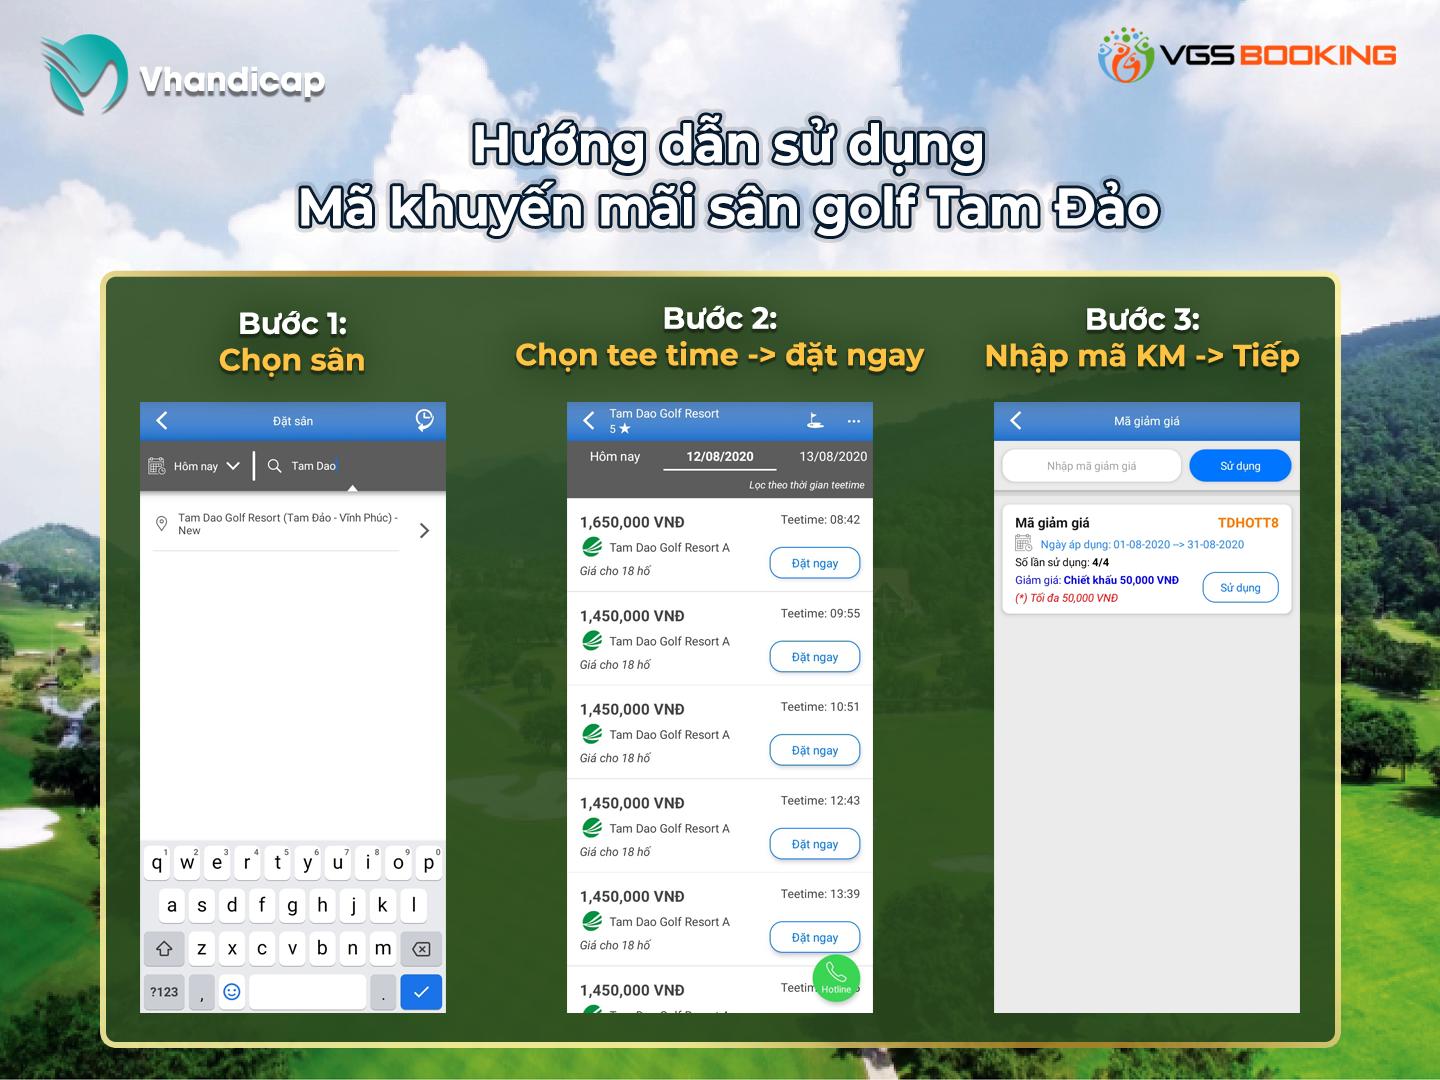 Vhandicap
VGS BOOKING
Hướng dẫn sử dụng
Mã khuyến mãi sân golf Tam Đảo
Bước 1:
Chọn sân
Đặt sân
Hôm nay
Tam Dao
Tam Dao Golf Resort (Tam Đảo - Vĩnh Phúc) -
New
q1 w2 e3 r4 t5 y6 u7 i8 o9 p0
a s d f g h j k l
z x c v b n m
?123 , .
Bước 2:
Chọn tee time -> đặt ngay
Tam Dao Golf Resort
5 ★
Hôm nay 12/08/2020 13/08/2020
Lọc theo thời gian teetime
1,650,000 VNĐ Teetime: 08:42
Tam Dao Golf Resort A
Đặt ngay
Giá cho 18 hố
1,450,000 VNĐ Teetime: 09:55
Tam Dao Golf Resort A
Đặt ngay
Giá cho 18 hố
1,450,000 VNĐ Teetime: 10:51
Tam Dao Golf Resort A
Đặt ngay
Giá cho 18 hố
1,450,000 VNĐ Teetime: 12:43
Tam Dao Golf Resort A
Đặt ngay
Giá cho 18 hố
1,450,000 VNĐ Teetime: 13:39
Tam Dao Golf Resort A
Đặt ngay
Giá cho 18 hố
1,450,000 VNĐ
Hotline
Bước 3:
Nhập mã KM -> Tiếp
Mã giảm giá
Nhập mã giảm giá Sử dụng
Mã giảm giá TDHOTT8
Ngày áp dụng: 01-08-2020 --> 31-08-2020
Số lần sử dụng: 4/4
Giảm giá: Chiết khấu 50,000 VNĐ
Sử dụng
(*) Tối đa 50,000 VNĐ